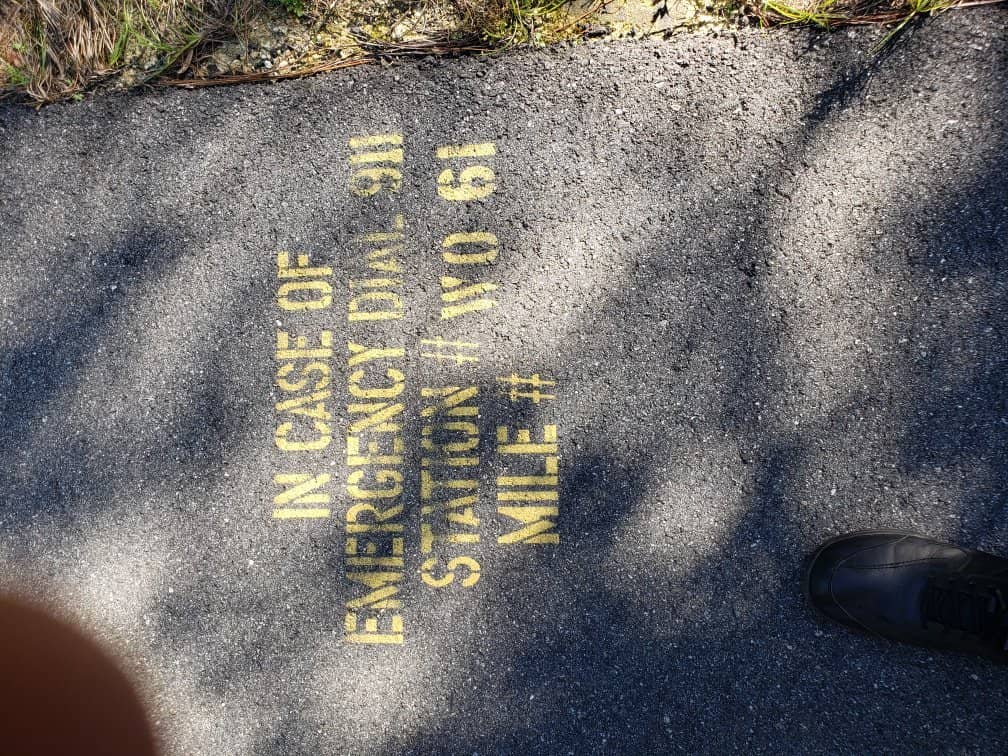 IN CASE OF
EMERGENCY DIAL 911
STATION # WO 61
MILE #